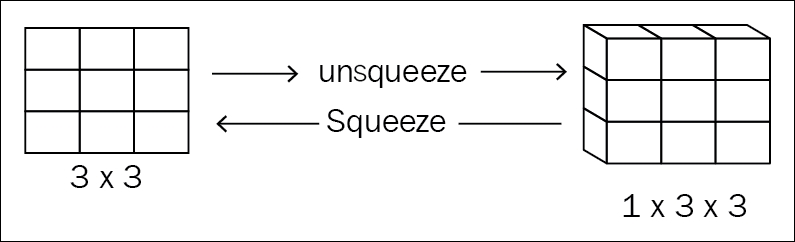 unsqueeze
Squeeze
3 x 3
1 x 3 x 3